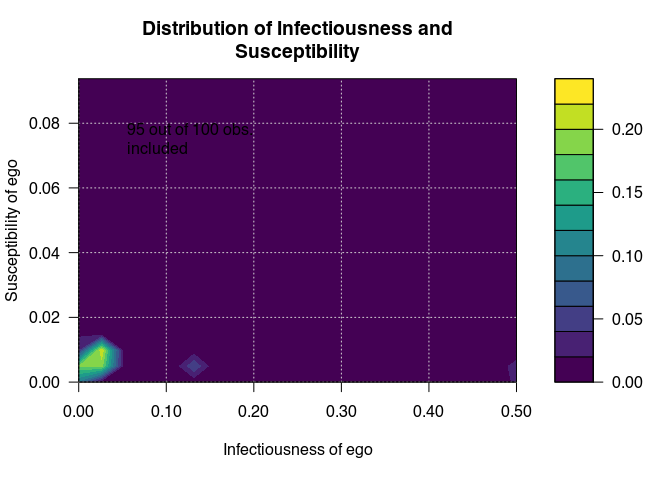 Distribution of Infectiousness and
Susceptibility
95 out of 100 obs.
included
Susceptibility of ego
0.08
0.06
0.04
0.02
0.00
0.00 0.10 0.20 0.30 0.40 0.50
Infectiousness of ego
0.20
0.15
0.10
0.05
0.00